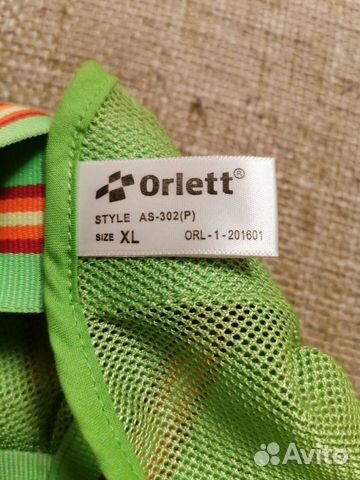 Orlett®
STYLE AS-302(P)
SIZE XL ORL-1-201601
Avito